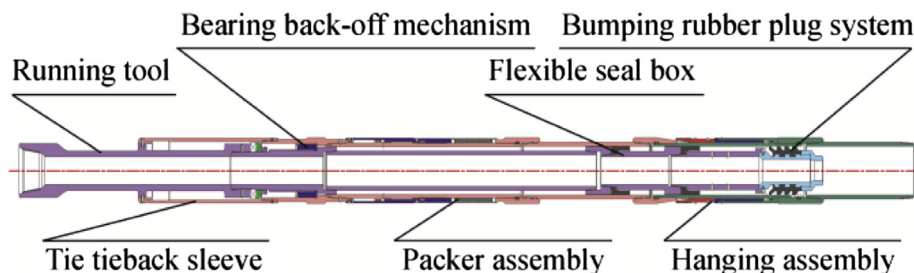 Bearing back-off mechanism
Bumping rubber plug system
Running tool
Flexible seal box
Tie tieback sleeve
Packer assembly
Hanging assembly